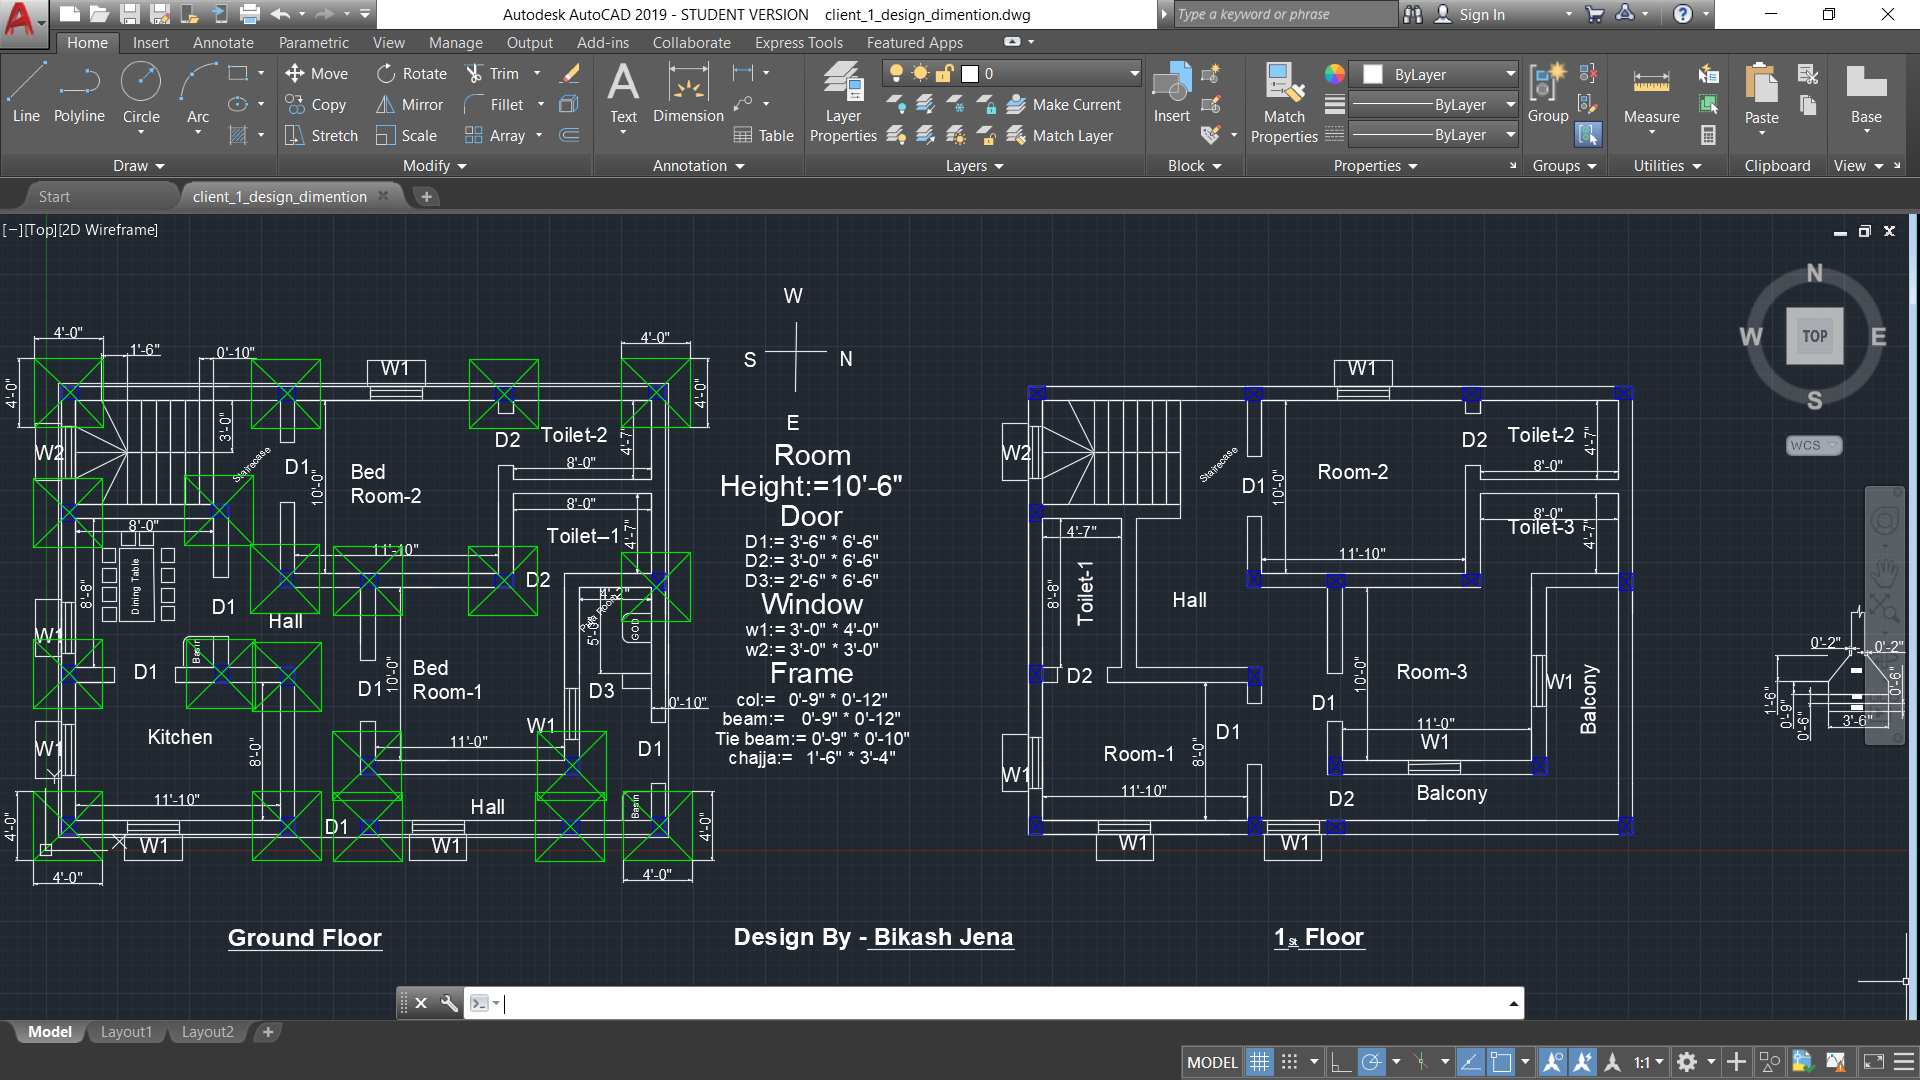 Autodesk AutoCAD 2019 - STUDENT VERSION client_1_design_dimention.dwg
Type a keyword or phrase
Sign In
Home Insert Annotate Parametric View Manage Output Add-ins Collaborate Express Tools Featured Apps
Line Polyline Circle Arc
Move Rotate Trim
Copy Mirror Fillet
Stretch Scale Array
Text Dimension Table
Layer Properties
0
Make Current
Match Layer
Insert
Match Properties
ByLayer
ByLayer
ByLayer
Group
Measure
Paste
Base
Draw Modify Annotation Layers Block Properties Groups Utilities Clipboard View
Start client_1_design_dimention
[−][Top][2D Wireframe]
N
W TOP E
S
WCS
W
S N
E
4'-0"
1'-6"
0'-10"
4'-0"
4'-0"
4'-0"
W1
W2
3'-0"
Staircase
D1
10'-0"
Bed
Room-2
D2
Toilet-2
4'-7"
8'-0"
8'-0"
Toilet-1
4'-7"
8'-0"
11'-10"
D2
Dining Table
8'-8"
D1
Hall
4'-2"
5'-0"
GOD
W1
Basin
D1
D1
10'-0"
Bed
Room-1
D3
0'-10"
W1
Kitchen
8'-0"
W1
11'-0"
D1
11'-10"
Hall
Basin
D1
4'-0"
4'-0"
W1
W1
4'-0"
4'-0"
Room
Height:=10'-6"
Door
D1:= 3'-6" * 6'-6"
D2:= 3'-0" * 6'-6"
D3:= 2'-6" * 6'-6"
Window
w1:= 3'-0" * 4'-0"
w2:= 3'-0" * 3'-0"
Frame
col:= 0'-9" * 0'-12"
beam:= 0'-9" * 0'-12"
Tie beam:= 0'-9" * 0'-10"
chajja:= 1'-6" * 3'-4"
W1
W2
Staircase
D1
10'-0"
Room-2
D2
Toilet-2
4'-7"
8'-0"
8'-0"
Toilet-3
4'-7"
4'-7"
11'-10"
8'-8"
Toilet-1
Hall
D2
D1
10'-0"
Room-3
W1
Balcony
11'-0"
W1
D1
Room-1
8'-0"
W1
11'-10"
D2
Balcony
W1
W1
0'-2"
0'-2"
0'-6"
1'-6"
0'-9"
0'-6"
3'-6"
Ground Floor
Design By - Bikash Jena
1st Floor
Model Layout1 Layout2
MODEL
1:1